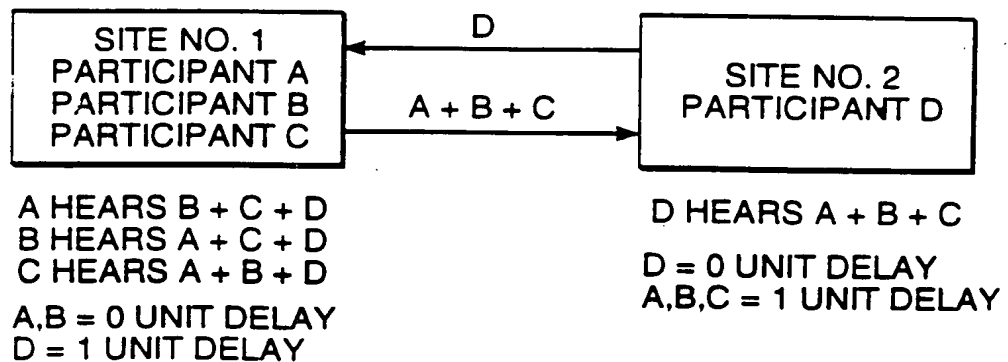 SITE NO. 1
PARTICIPANT A
PARTICIPANT B
PARTICIPANT C
D
A + B + C
SITE NO. 2
PARTICIPANT D
A HEARS B + C + D
B HEARS A + C + D
C HEARS A + B + D
A,B = 0 UNIT DELAY
D = 1 UNIT DELAY
D HEARS A + B + C
D = 0 UNIT DELAY
A,B,C = 1 UNIT DELAY